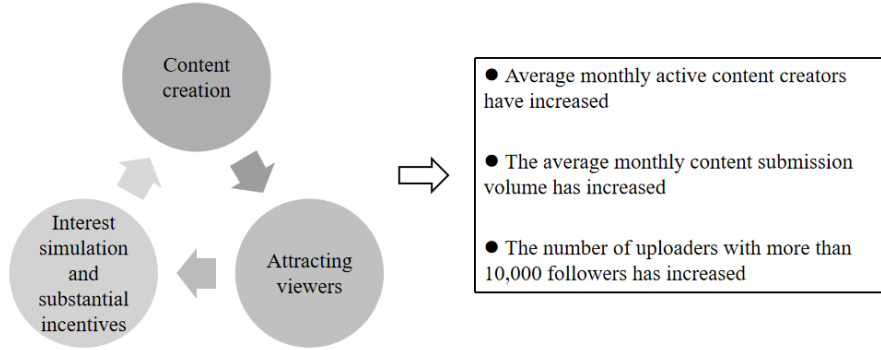 Content
creation
Attracting
viewers
Interest
simulation
and
substantial
incentives
● Average monthly active content creators
have increased
● The average monthly content submission
volume has increased
● The number of uploaders with more than
10,000 followers has increased